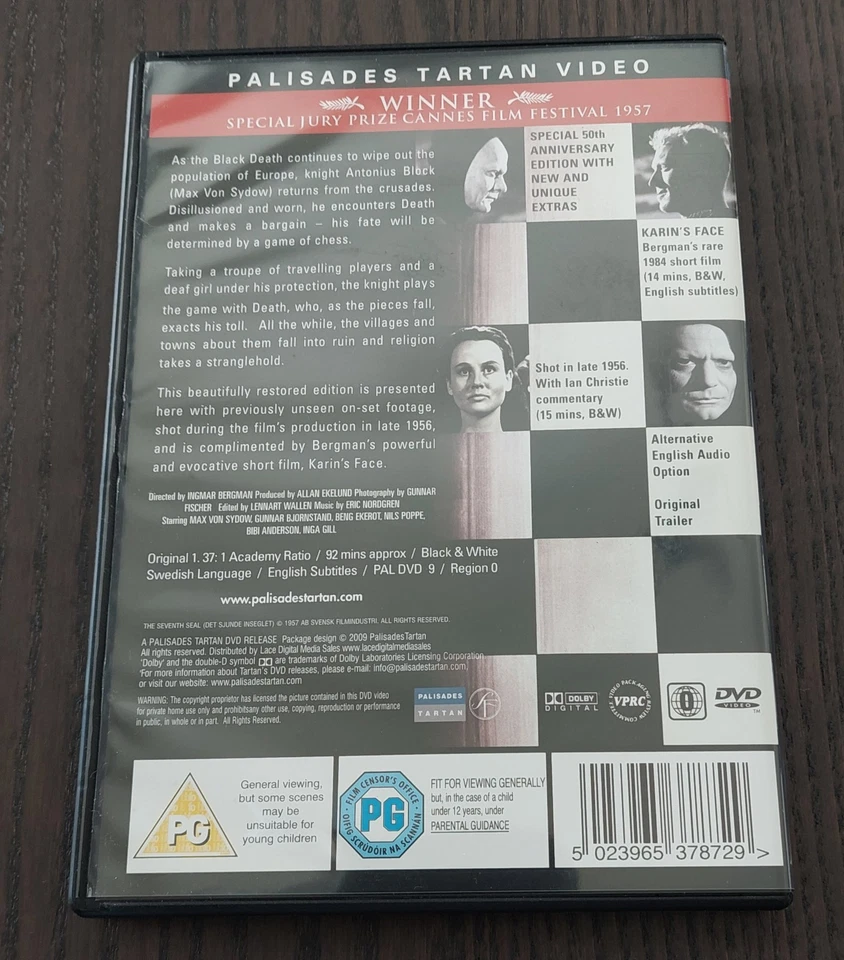 PALISADES TARTAN VIDEO
WINNER
SPECIAL JURY PRIZE CANNES FILM FESTIVAL 1957
As the Black Death continues to wipe out the
population of Europe, knight Antonius Block
(Max Von Sydow) returns from the crusades.
Disillusioned and worn, he encounters Death
and makes a bargain – his fate will be
determined by a game of chess.
Taking a troupe of travelling players and a
deaf girl under his protection, the knight plays
the game with Death, who, as the pieces fall,
exacts his toll. All the while, the villages and
towns about them fall into ruin and religion
takes a stranglehold.
This beautifully restored edition is presented
here with previously unseen on-set footage,
shot during the film's production in late 1956,
and is complimented by Bergman's powerful
and evocative short film, Karin's Face.
SPECIAL 50th
ANNIVERSARY
EDITION WITH
NEW AND
UNIQUE
EXTRAS
KARIN'S FACE
Bergman's rare
1984 short film
(14 mins, B&W,
English subtitles)
Shot in late 1956.
With Ian Christie
commentary
(15 mins, B&W)
Alternative
English Audio
Option
Original
Trailer
Directed by INGMAR BERGMAN Produced by ALLAN EKELUND Photography by GUNNAR
FISCHER Edited by LENNART WALLEN Music by ERIC NORDGREN
Starring MAX VON SYDOW, GUNNAR BJORNSTAND, BENG EKEROT, NILS POPPE,
BIBI ANDERSON, INGA GILL
Original 1. 37: 1 Academy Ratio / 92 mins approx / Black & White
Swedish Language / English Subtitles / PAL DVD 9 / Region 0
www.palisadestartan.com
THE SEVENTH SEAL (DET SJUNDE INSEGLET) © 1957 AB SVENSK FILMINDUSTRI. ALL RIGHTS RESERVED.
A PALISADES TARTAN DVD RELEASE Package design © 2009 PalisadesTartan
All rights reserved. Distributed by Lace Digital Media Sales www.lacedigitalmediasales
'Dolby' and the double-D symbol are trademarks of Dolby Laboratories Licensing Corporation
'For more information about Tartan's DVD releases, please e-mail: info@palisadestartan.com,
or visit our website: www.palisadestartan.com
WARNING: The copyright proprietor has licensed the picture contained in this DVD video
for private home use only and prohibitsany other use, copying, reproduction or performance
in public, in whole or in part. All Rights Reserved.
PALISADES
TARTAN
SF
DOLBY
DIGITAL
VIDEO PACKAGING REVIEW COMMITTEE
VPRC
0
DVD
VIDEO
TM
PG
General viewing,
but some scenes
may be
unsuitable for
young children
FILM CENSOR'S OFFICE
PG
OIFIG SCRÚDÓIR NA SCANNÁN
FIT FOR VIEWING GENERALLY
but, in the case of a child
under 12 years, under
PARENTAL GUIDANCE
5 023965 378729 >